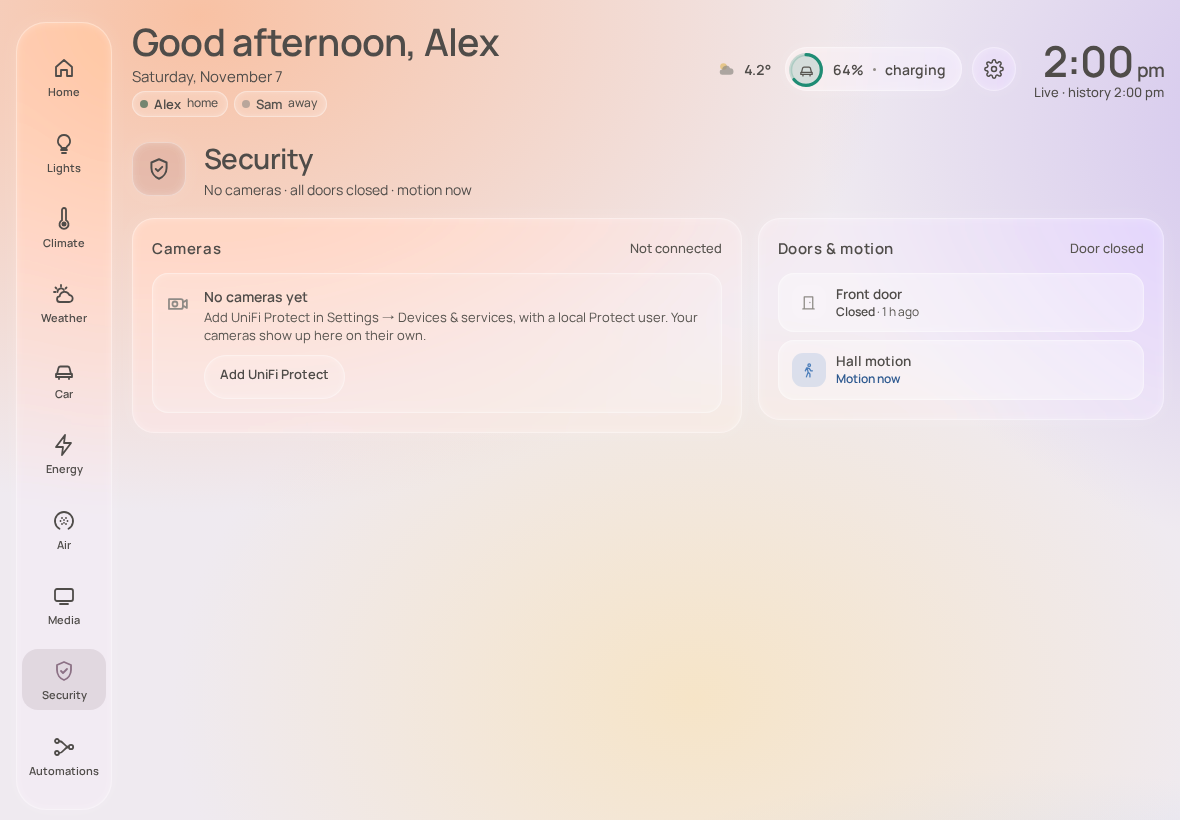 Good afternoon, Alex
Saturday, November 7
Alex home
Sam away
4.2°
64% • charging
2:00 pm
Live · history 2:00 pm
Home
Lights
Climate
Weather
Car
Energy
Air
Media
Security
Automations
Security
No cameras · all doors closed · motion now
Cameras
Not connected
No cameras yet
Add UniFi Protect in Settings → Devices & services, with a local Protect user. Your
cameras show up here on their own.
Add UniFi Protect
Doors & motion
Door closed
Front door
Closed · 1 h ago
Hall motion
Motion now